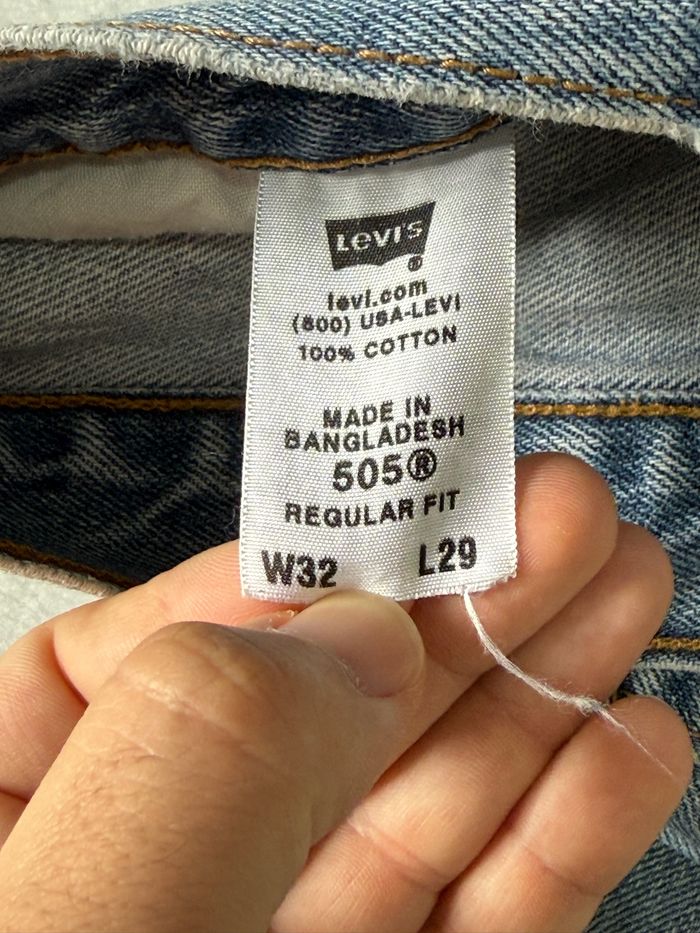 Levi's
®
levi.com
(800) USA-LEVI
100% COTTON
MADE IN
BANGLADESH
505®
REGULAR FIT
W32 L29